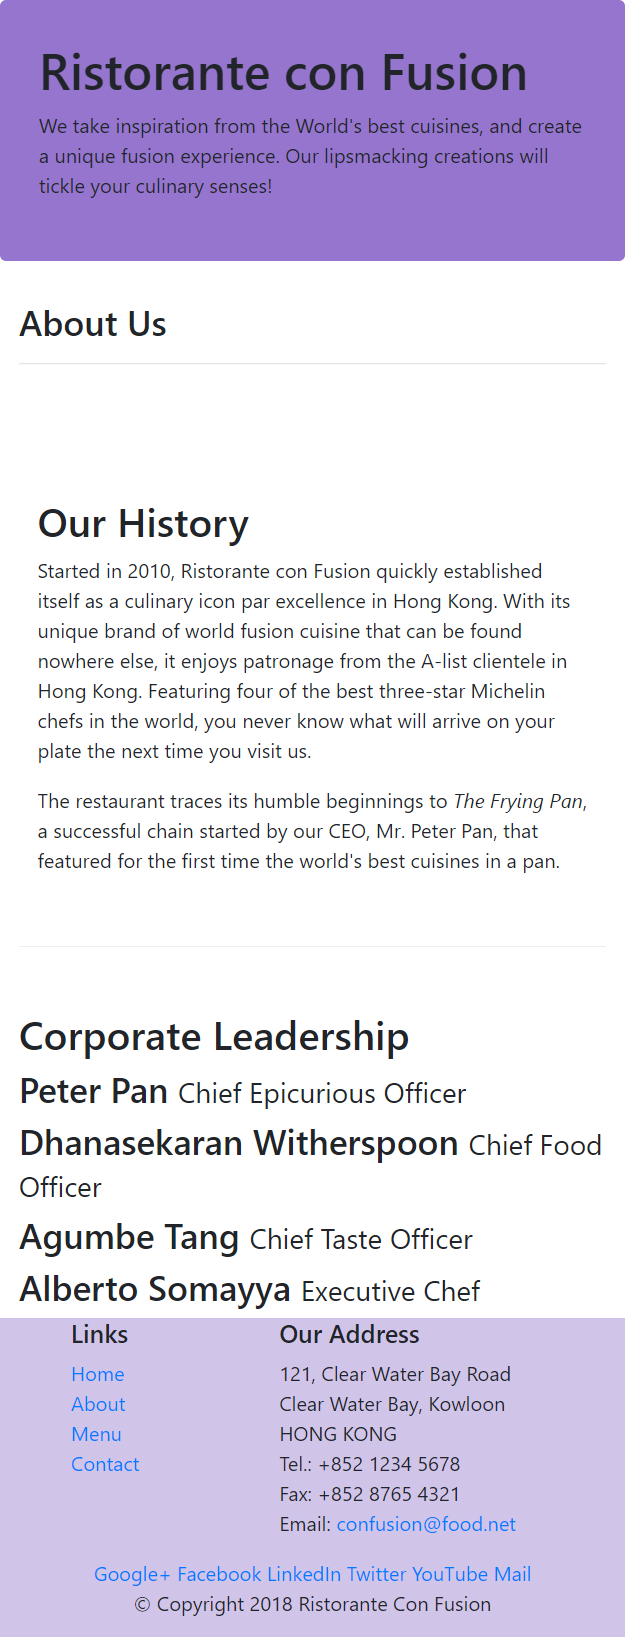 Ristorante con Fusion
We take inspiration from the World's best cuisines, and create
a unique fusion experience. Our lipsmacking creations will
tickle your culinary senses!
About Us
Our History
Started in 2010, Ristorante con Fusion quickly established
itself as a culinary icon par excellence in Hong Kong. With its
unique brand of world fusion cuisine that can be found
nowhere else, it enjoys patronage from the A-list clientele in
Hong Kong. Featuring four of the best three-star Michelin
chefs in the world, you never know what will arrive on your
plate the next time you visit us.
The restaurant traces its humble beginnings to The Frying Pan,
a successful chain started by our CEO, Mr. Peter Pan, that
featured for the first time the world's best cuisines in a pan.
Corporate Leadership
Peter Pan Chief Epicurious Officer
Dhanasekaran Witherspoon Chief Food
Officer
Agumbe Tang Chief Taste Officer
Alberto Somayya Executive Chef
Links
Home
About
Menu
Contact
Our Address
121, Clear Water Bay Road
Clear Water Bay, Kowloon
HONG KONG
Tel.: +852 1234 5678
Fax: +852 8765 4321
Email: confusion@food.net
Google+ Facebook LinkedIn Twitter YouTube Mail
© Copyright 2018 Ristorante Con Fusion